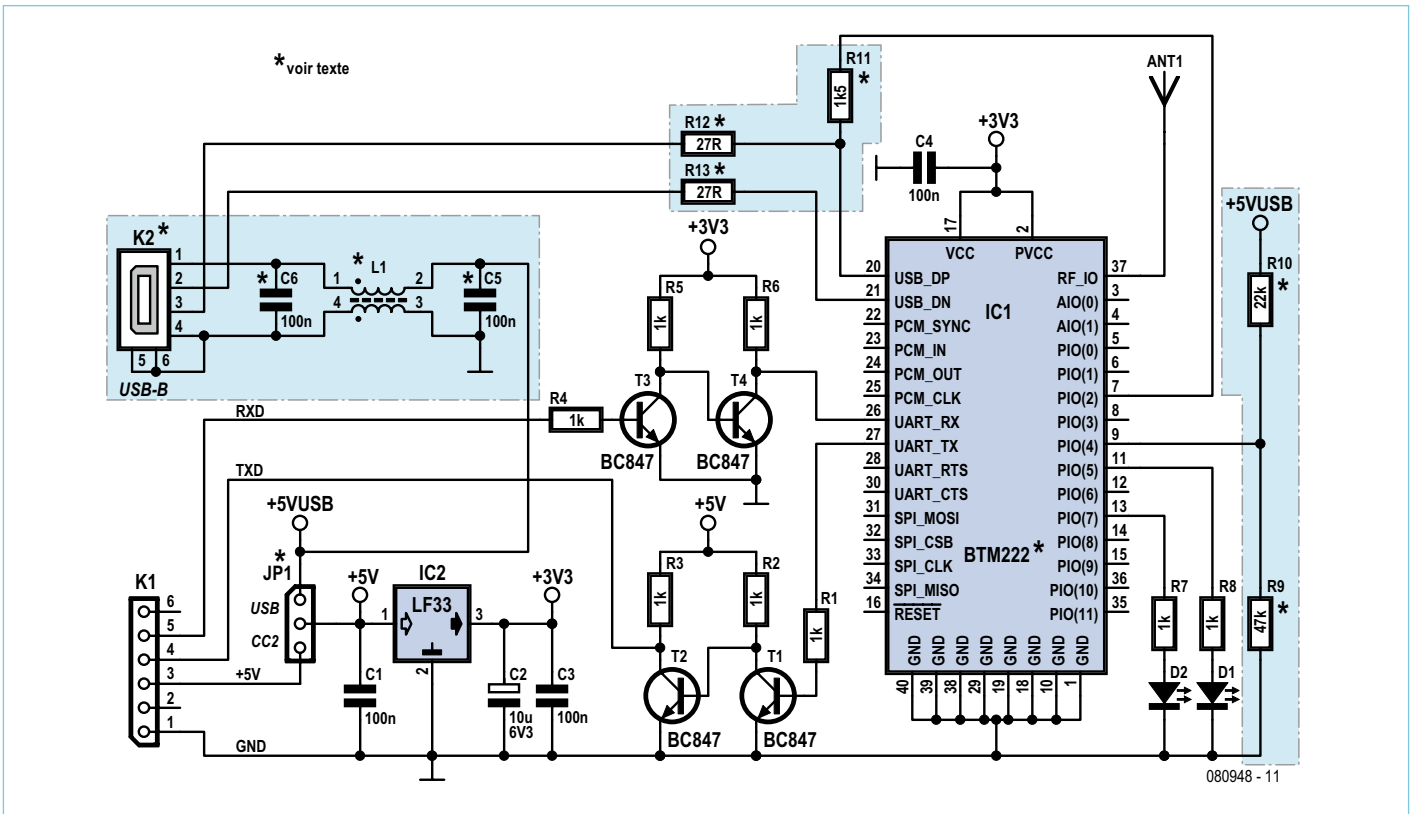 *voir texte
R11
*
1k5
ANT1
R12 *
27R
R13 *
27R
+3V3
C4
100n
+5VUSB
R10
*
22k
K2 *
1
2
3
4
5 6
USB-B
*
C6
100n
*
L1
1 2
4 3
*
C5
100n
+3V3
R5
1k
R6
1k
T3
T4
BC847
BC847
RXD
R4
1k
TXD
17
VCC
2
PVCC
IC1
BTM222 *
20 USB_DP
21 USB_DN
22 PCM_SYNC
23 PCM_IN
24 PCM_OUT
25 PCM_CLK
26 UART_RX
27 UART_TX
28 UART_RTS
30 UART_CTS
31 SPI_MOSI
32 SPI_CSB
33 SPI_CLK
34 SPI_MISO
16 RESET
RF_IO 37
AIO(0) 3
AIO(1) 4
PIO(0) 5
PIO(1) 6
PIO(2) 7
PIO(3) 8
PIO(4) 9
PIO(5) 11
PIO(6) 12
PIO(7) 13
PIO(8) 14
PIO(9) 15
PIO(10) 36
PIO(11) 35
GND GND GND GND GND GND GND GND
40 39 38 29 19 18 10 1
+5VUSB
*
JP1
USB
CC2
+5V
IC2
LF33
1 3
2
+3V3
K1
6
5
4
3
2
1
+5V
GND
C1
100n
C2
10u
6V3
C3
100n
+5V
R3
1k
R2
1k
R1
1k
T2
T1
BC847
BC847
R7
1k
R8
1k
R9
*
47k
D2
D1
080948 - 11